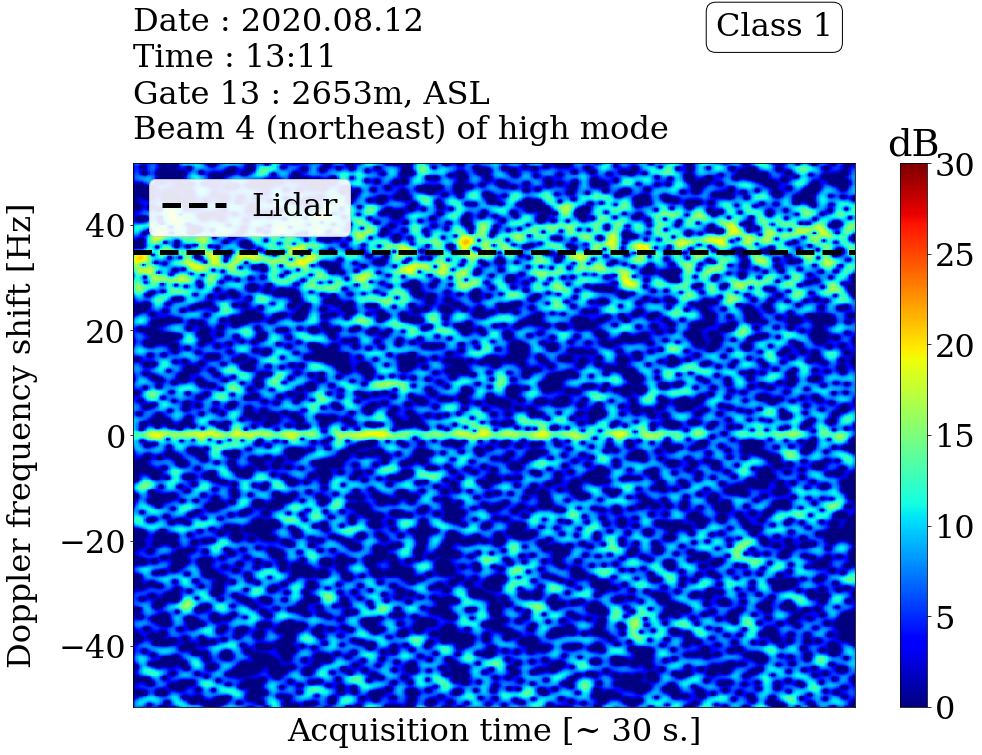 Date : 2020.08.12
Time : 13:11
Gate 13 : 2653m, ASL
Beam 4 (northeast) of high mode
Class 1
dB
Lidar
Doppler frequency shift [Hz]
40
20
0
−20
−40
Acquisition time [~ 30 s.]
30
25
20
15
10
5
0